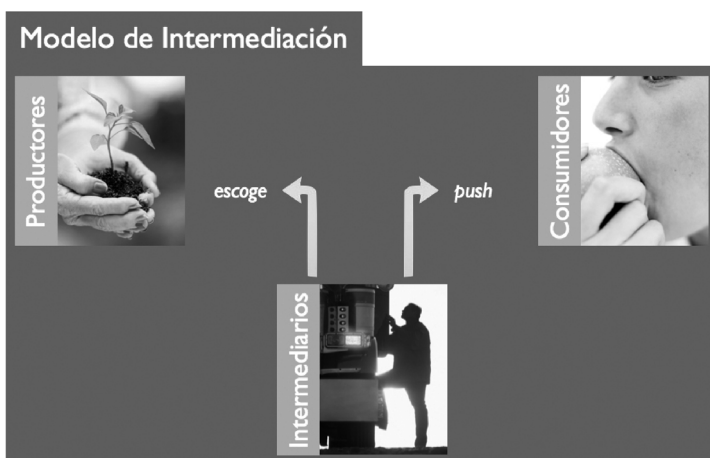 Modelo de Intermediación
Productores
escoge
push
Consumidores
Intermediarios